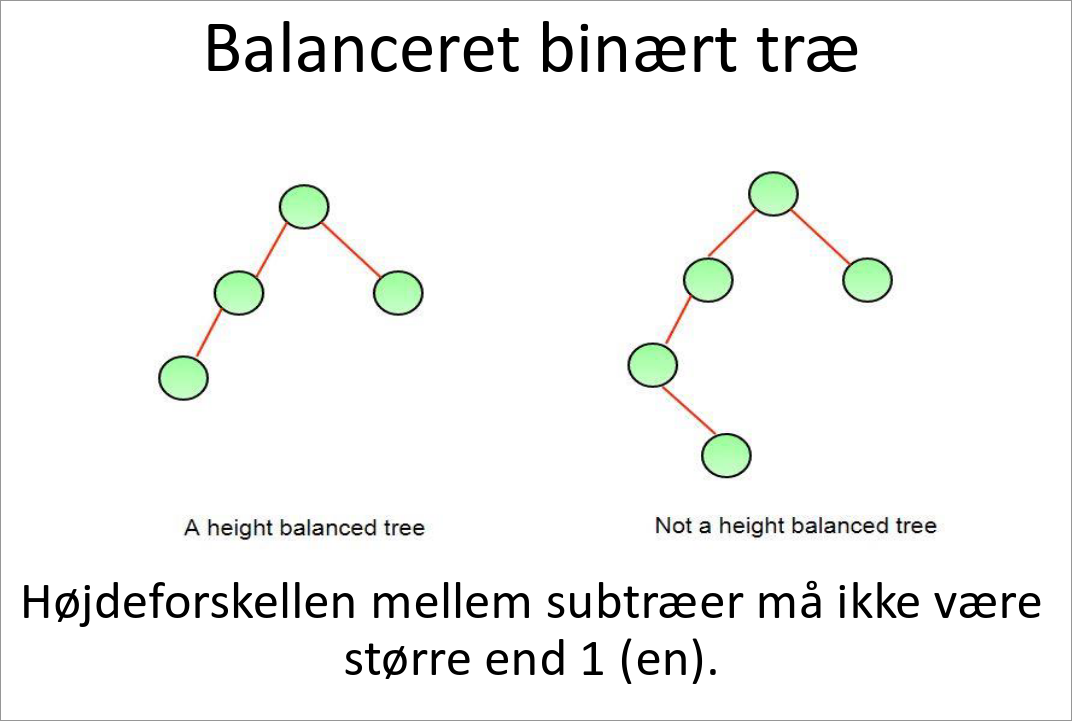 Balanceret binært træ
A height balanced tree
Not a height balanced tree
Højdeforskellen mellem subtræer må ikke være
større end 1 (en).